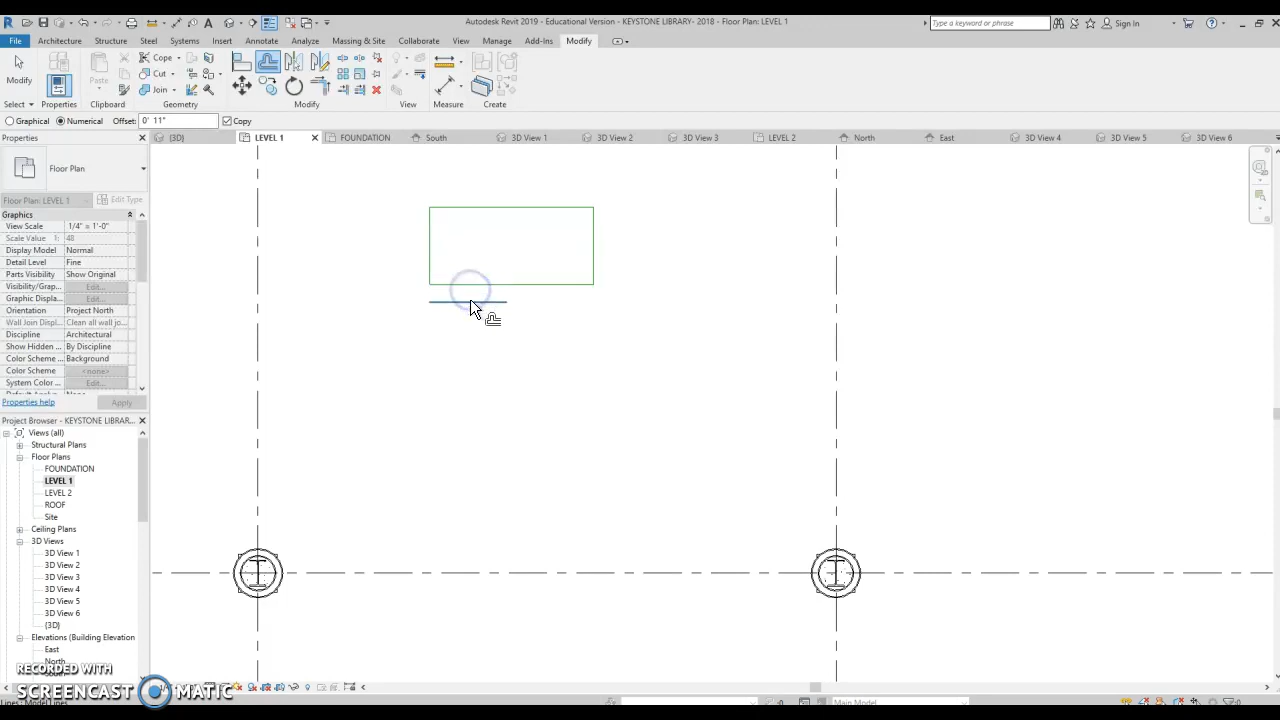 Autodesk Revit 2019 - Educational Version - KEYSTONE LIBRARY- 2018 - Floor Plan: LEVEL 1
Type a keyword or phrase
Sign In
File Architecture Structure Steel Systems Insert Annotate Analyze Massing & Site Collaborate View Manage Add-Ins Modify
Modify
Properties
Paste
Cope
Cut
Join
Select Properties Clipboard Geometry Modify View Measure Create
Graphical Numerical Offset: 0' 11" Copy
Properties
{3D} LEVEL 1 FOUNDATION South 3D View 1 3D View 2 3D View 3 LEVEL 2 North East 3D View 4 3D View 5 3D View 6
Floor Plan
Floor Plan: LEVEL 1 Edit Type
Graphics
View Scale 1/4" = 1'-0"
Scale Value 1: 48
Display Model Normal
Detail Level Fine
Parts Visibility Show Original
Visibility/Grap... Edit...
Graphic Displa... Edit...
Orientation Project North
Wall Join Displ... Clean all wall jo...
Discipline Architectural
Show Hidden ... By Discipline
Color Scheme ... Background
Color Scheme <none>
System Color ... Edit...
Properties help Apply
Project Browser - KEYSTONE LIBRAR...
Views (all)
Structural Plans
Floor Plans
FOUNDATION
LEVEL 1
LEVEL 2
ROOF
Site
Ceiling Plans
3D Views
3D View 1
3D View 2
3D View 3
3D View 4
3D View 5
3D View 6
{3D}
Elevations (Building Elevation
East
North
RECORDED WITH
SCREENCAST MATIC
Lines : Model Lines
Main Model